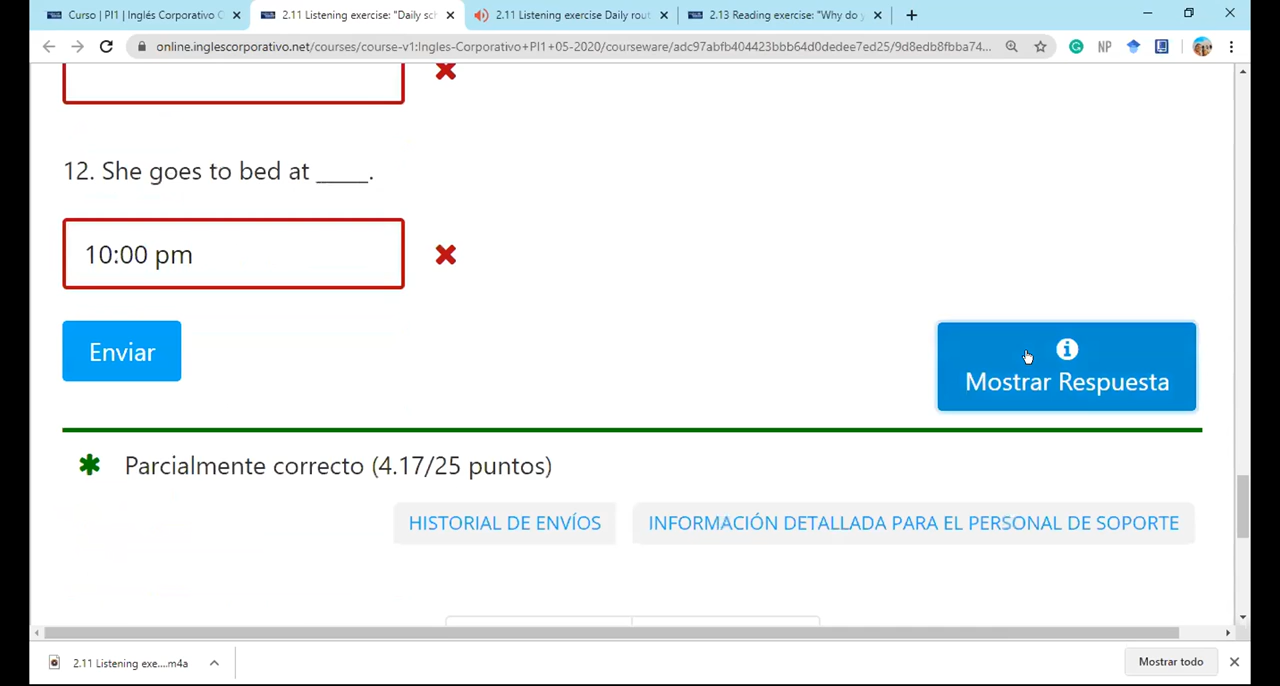 Curso | PI1 | Inglés Corporativo C
2.11 Listening exercise: "Daily sch
2.11 Listening exercise Daily rout
2.13 Reading exercise: "Why do y
online.inglescorporativo.net/courses/course-v1:Ingles-Corporativo+PI1+05-2020/courseware/adc97abfb404423bbb64d0dedee7ed25/9d8edb8fbba74...
NP
12. She goes to bed at _____.
10:00 pm
Enviar
Mostrar Respuesta
Parcialmente correcto (4.17/25 puntos)
HISTORIAL DE ENVÍOS
INFORMACIÓN DETALLADA PARA EL PERSONAL DE SOPORTE
2.11 Listening exe....m4a
Mostrar todo